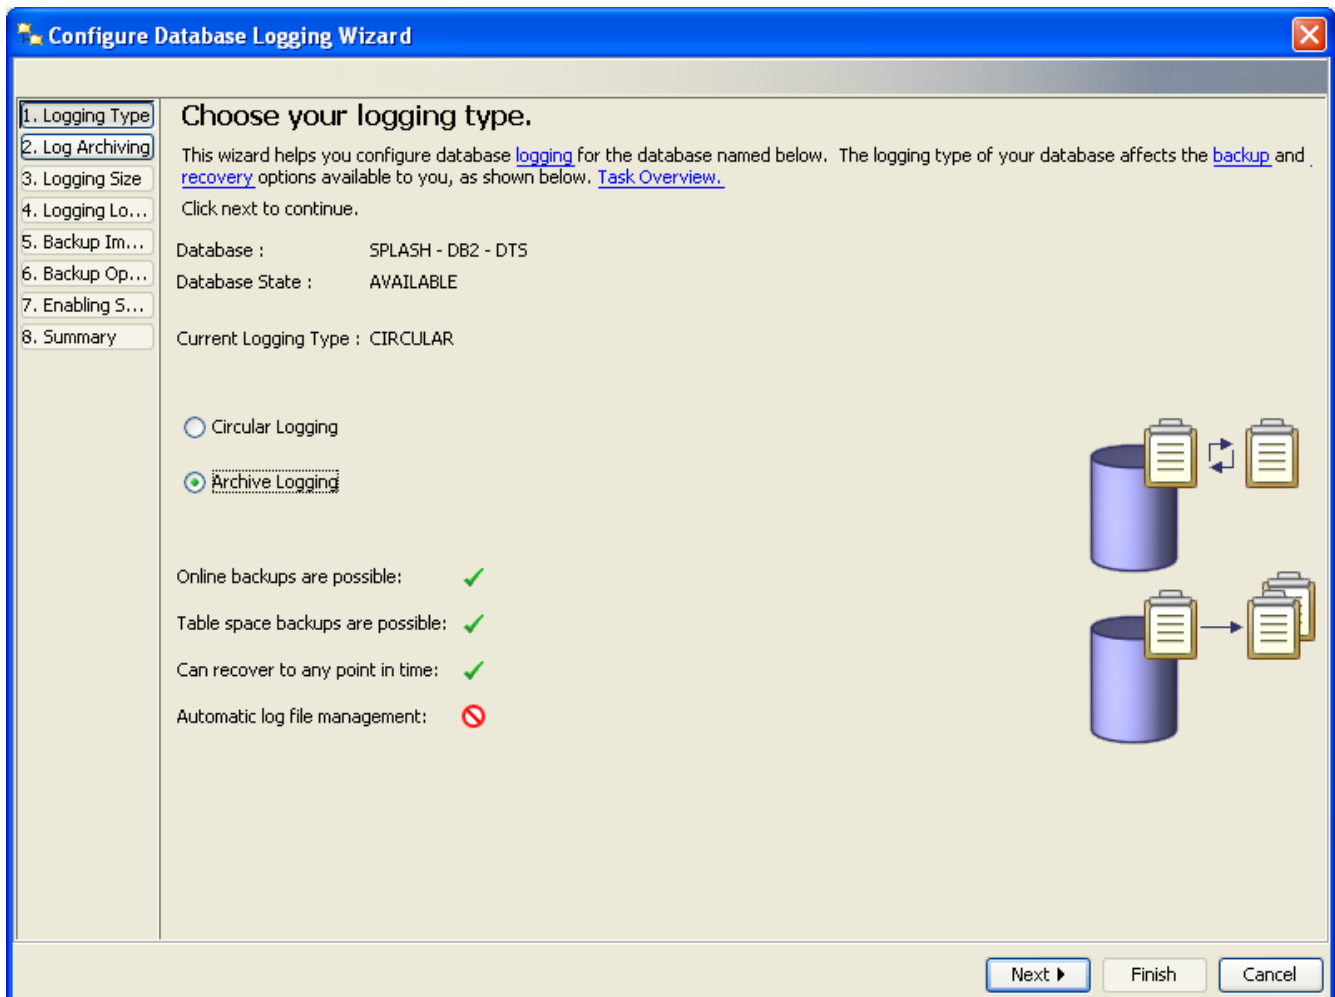 Configure Database Logging Wizard
1. Logging Type
2. Log Archiving
3. Logging Size
4. Logging Lo...
5. Backup Im...
6. Backup Op...
7. Enabling S...
8. Summary
Choose your logging type.
This wizard helps you configure database logging for the database named below. The logging type of your database affects the backup and
recovery options available to you, as shown below. Task Overview.
Click next to continue.
Database : SPLASH - DB2 - DTS
Database State : AVAILABLE
Current Logging Type : CIRCULAR
Circular Logging
Archive Logging
Online backups are possible:
Table space backups are possible:
Can recover to any point in time:
Automatic log file management:
Next
Finish
Cancel